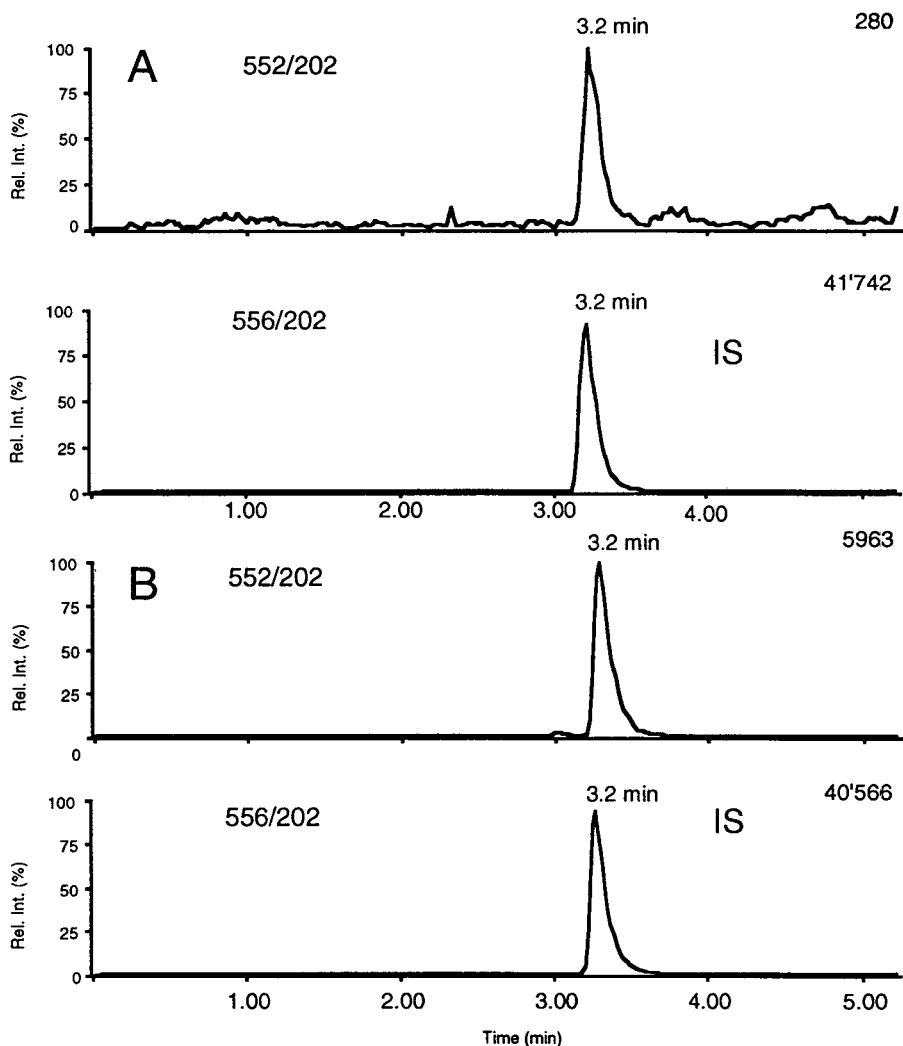 3.2 min
280
A
552/202
100
75
50
25
0
Rel. Int. (%)
41'742
3.2 min
556/202
IS
100
75
50
25
0
Rel. Int. (%)
1.00
2.00
3.00
4.00
3.2 min
5963
B
552/202
100
75
50
25
0
Rel. Int. (%)
3.2 min
40'566
556/202
IS
100
75
50
25
0
Rel. Int. (%)
1.00
2.00
3.00
4.00
5.00
Time (min)